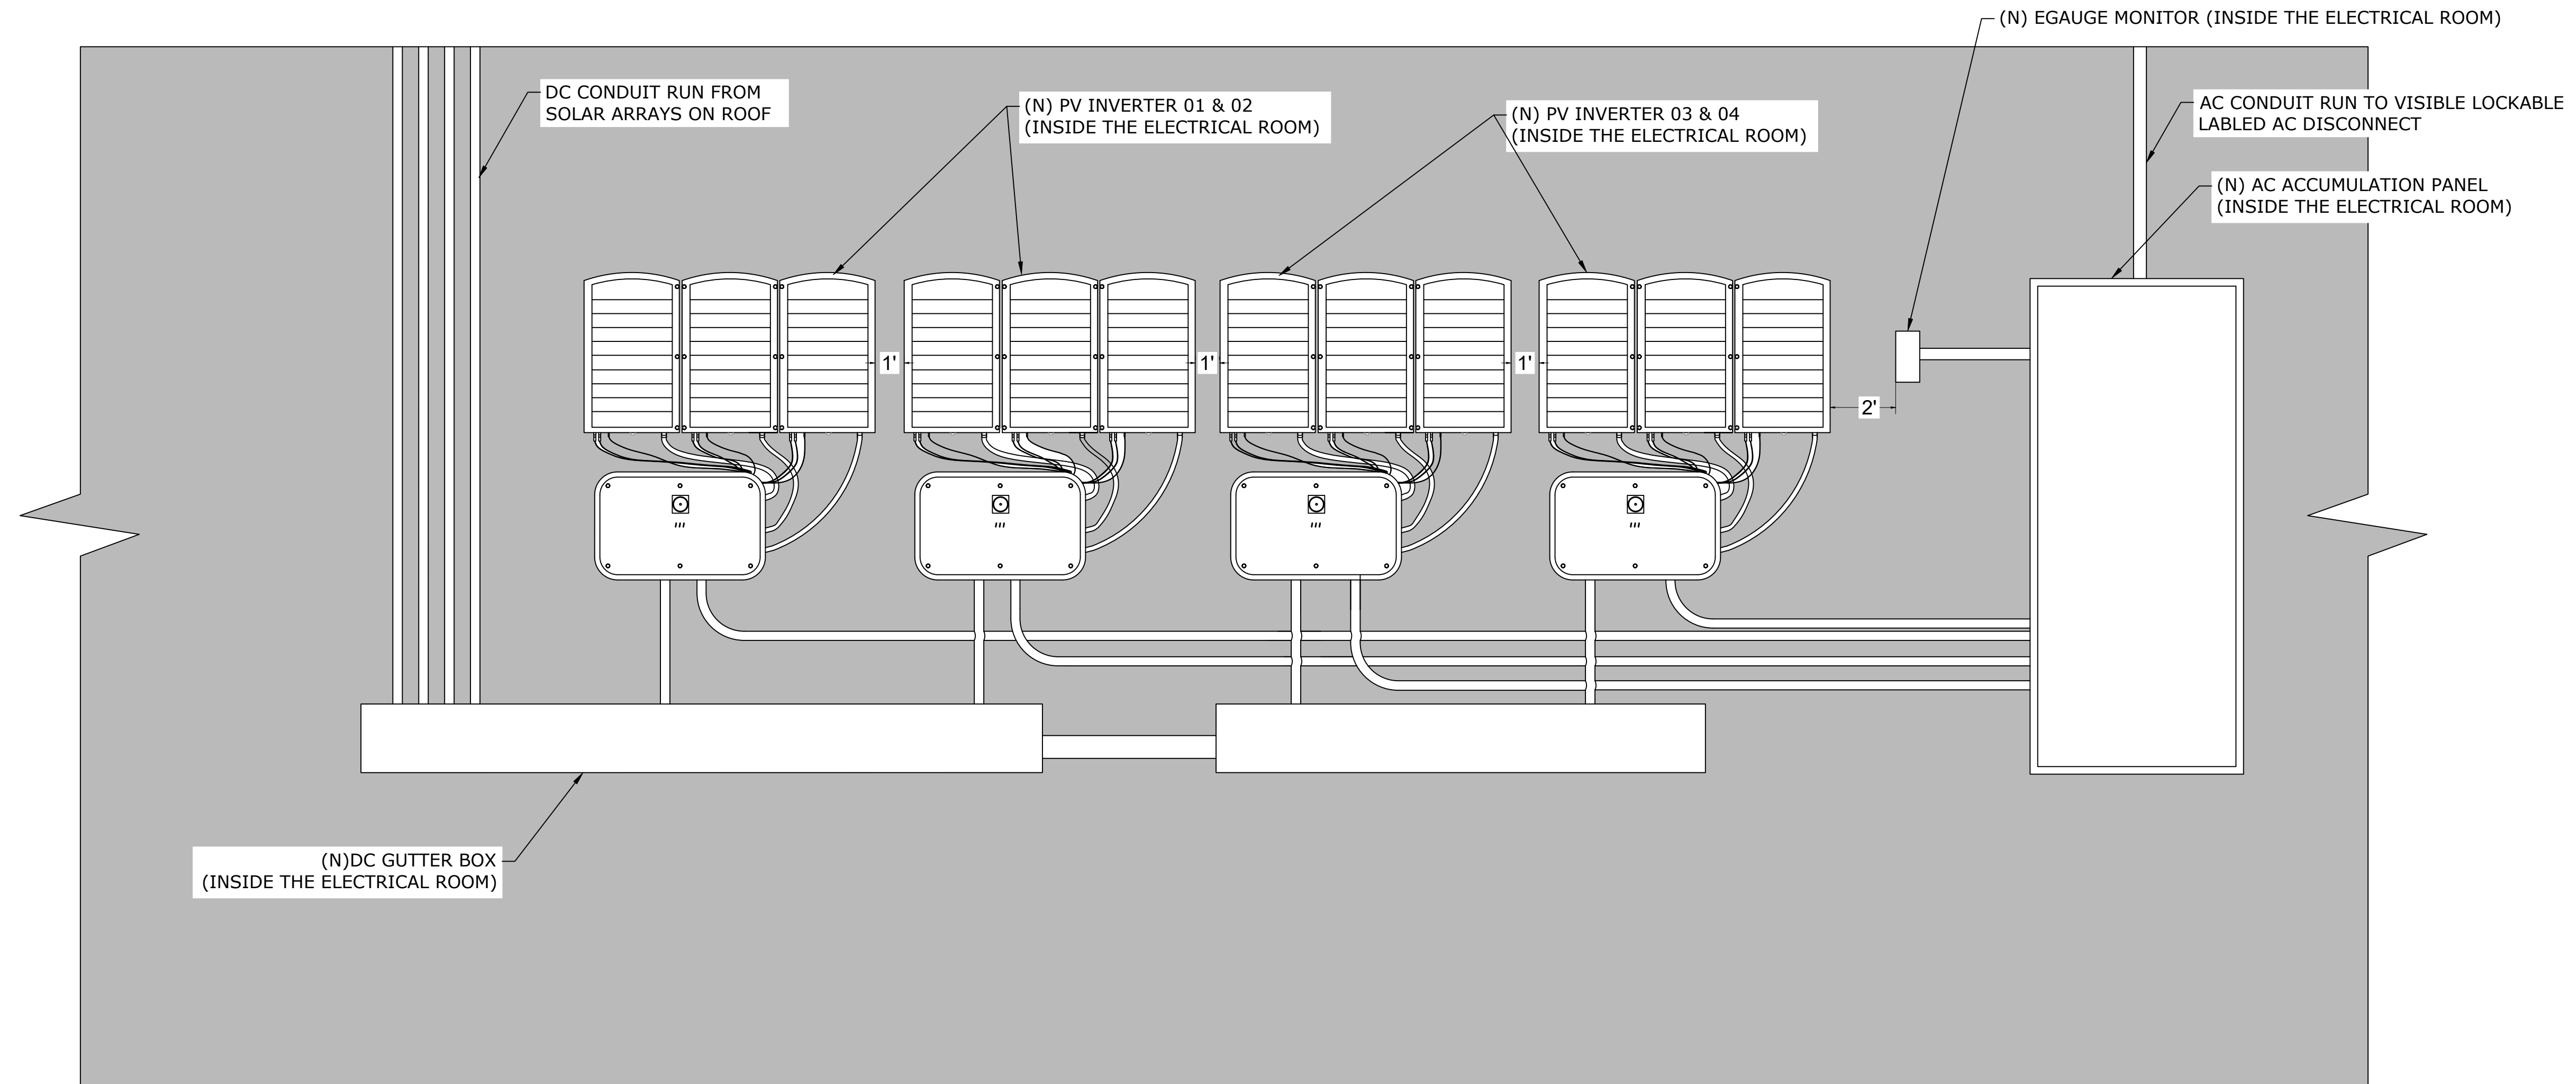 (N) EGAUGE MONITOR (INSIDE THE ELECTRICAL ROOM)
DC CONDUIT RUN FROM
SOLAR ARRAYS ON ROOF
(N) PV INVERTER 01 & 02
(INSIDE THE ELECTRICAL ROOM)
(N) PV INVERTER 03 & 04
(INSIDE THE ELECTRICAL ROOM)
AC CONDUIT RUN TO VISIBLE LOCKABLE
LABLED AC DISCONNECT
(N) AC ACCUMULATION PANEL
(INSIDE THE ELECTRICAL ROOM)
1'
1'
1'
2'
(N)DC GUTTER BOX
(INSIDE THE ELECTRICAL ROOM)